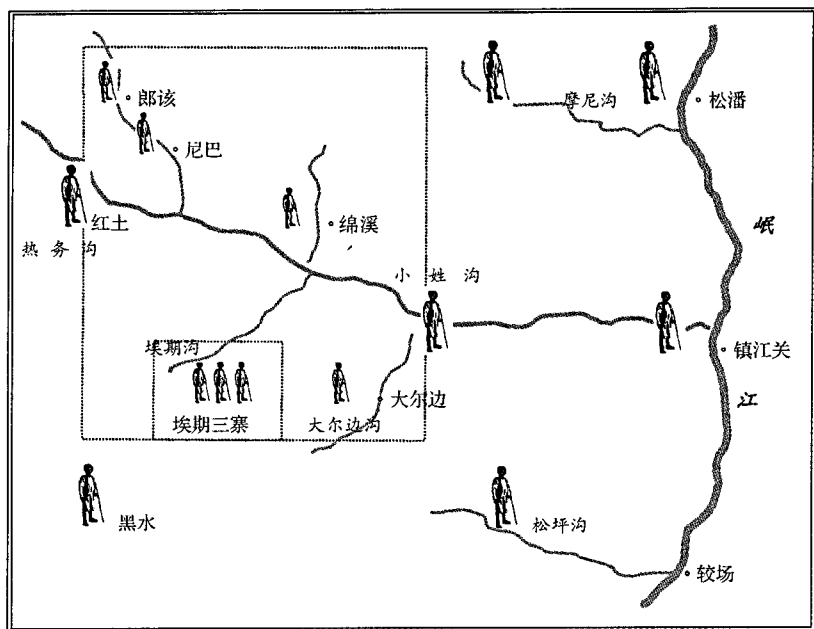 郎该
摩尼沟
松潘
尼巴
红土
绵溪
岷
热务沟
小姓沟
埃期沟
镇江关
大尔边
江
埃期三寨
大尔边沟
黑水
松坪沟
较场